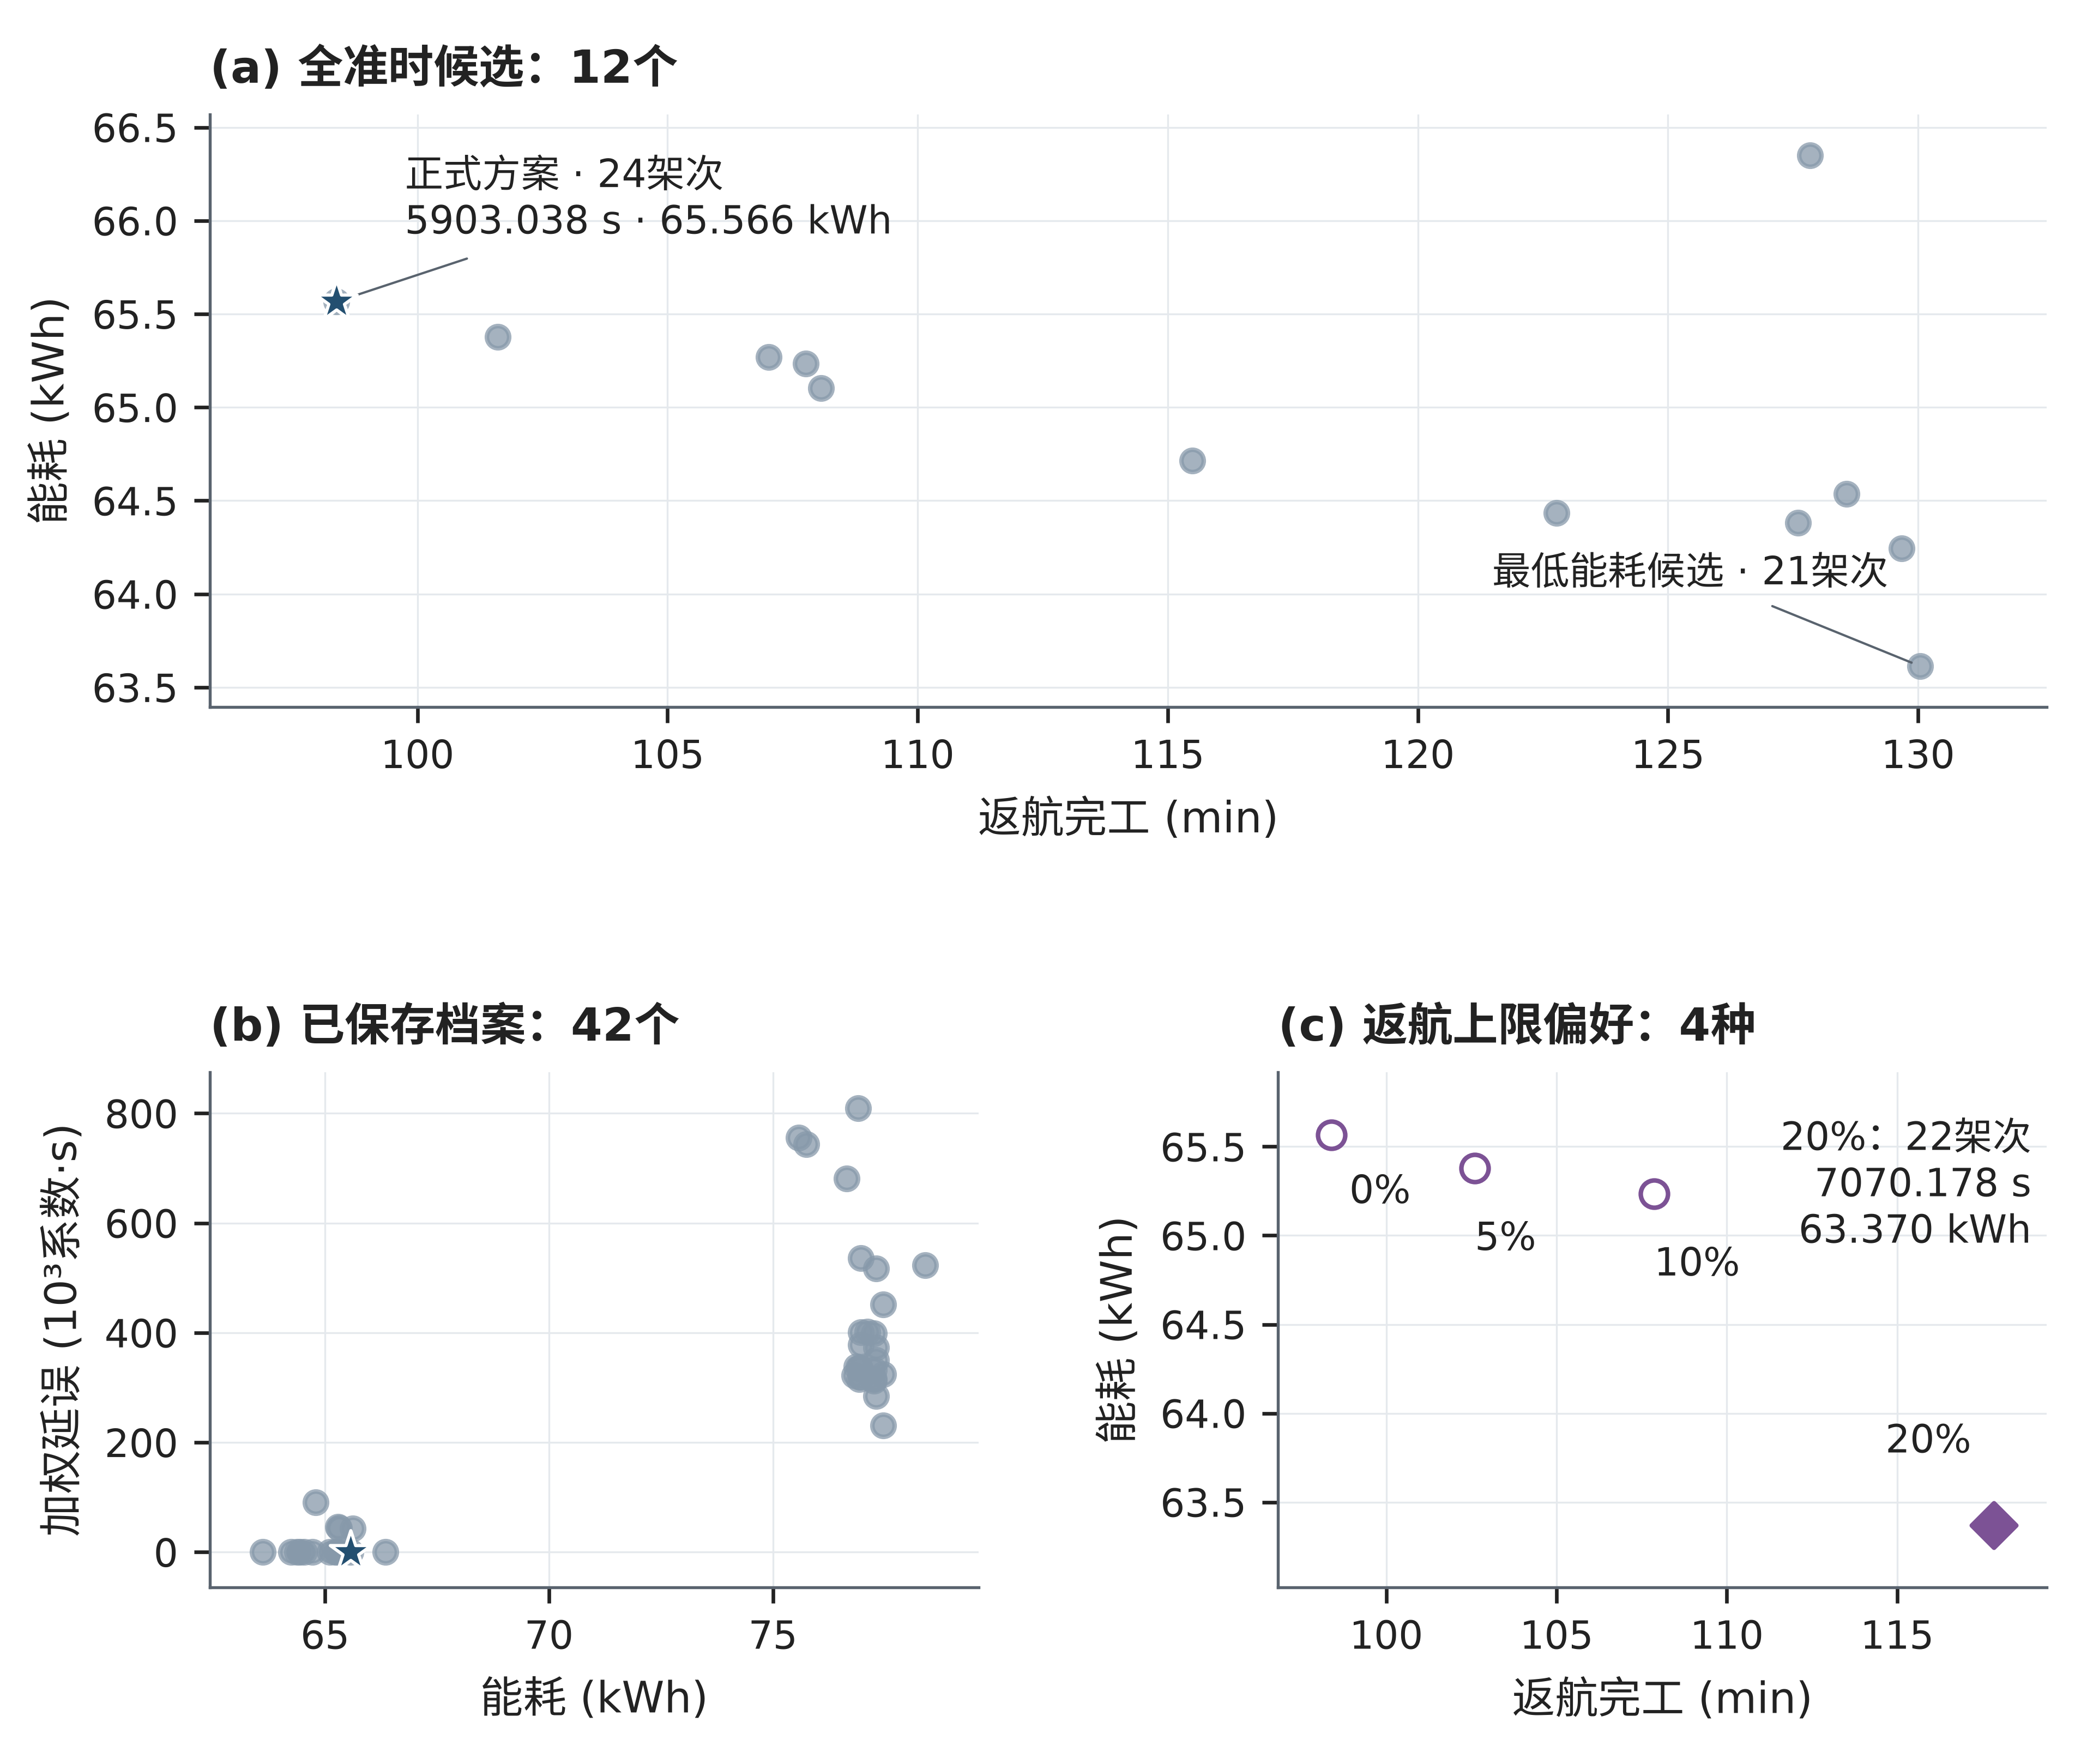 (a) 全准时候选：12个
66.5
66.0
65.5
65.0
64.5
64.0
63.5
能耗 (kWh)
正式方案 · 24架次
5903.038 s · 65.566 kWh
最低能耗候选 · 21架次
100 105 110 115 120 125 130
返航完工 (min)
(b) 已保存档案：42个
800
600
400
200
0
加权延误 (10³系数·s)
65 70 75
能耗 (kWh)
(c) 返航上限偏好：4种
65.5
65.0
64.5
64.0
63.5
能耗 (kWh)
20%：22架次
7070.178 s
63.370 kWh
0%
5%
10%
20%
100 105 110 115
返航完工 (min)